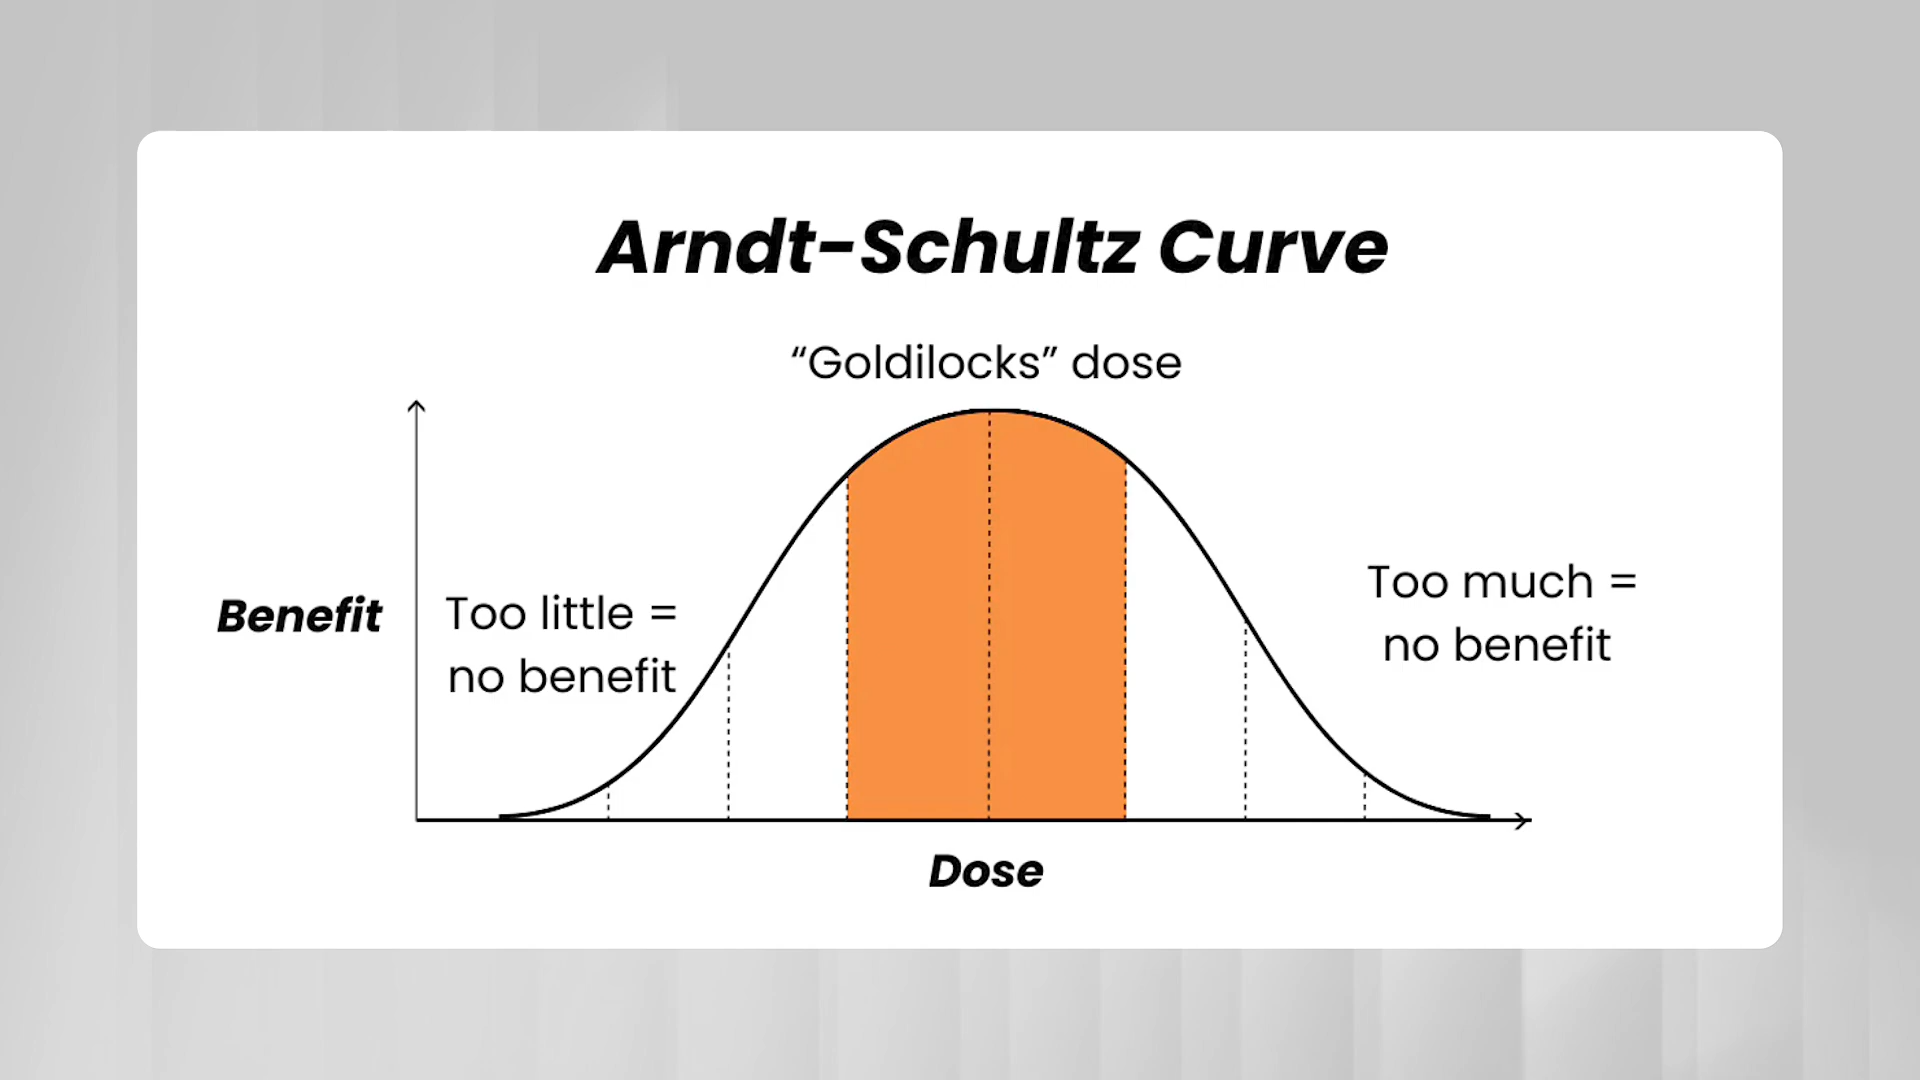 Arndt-Schultz Curve
“Goldilocks” dose
Benefit
Too little =
no benefit
Too much =
no benefit
Dose